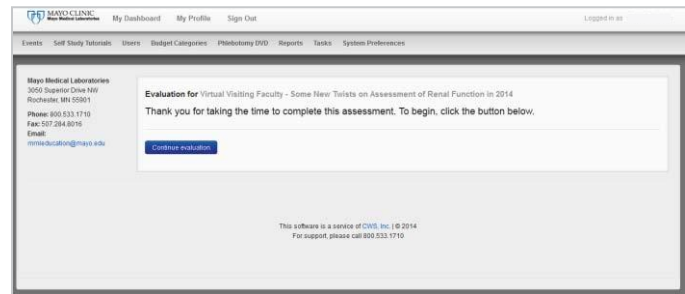 MAYO CLINIC
Mayo Medical Laboratories
My Dashboard My Profile Sign Out
Logged in as
Events Self Study Tutorials Users Budget Categories Phlebotomy DVD Reports Tasks System Preferences
Mayo Medical Laboratories
3050 Superior Drive NW
Rochester, MN 55901
Phone: 800.533.1710
Fax: 507.284.8016
Email:
mmleducation@mayo.edu
Evaluation for Virtual Visiting Faculty - Some New Twists on Assessment of Renal Function in 2014
Thank you for taking the time to complete this assessment. To begin, click the button below.
Continue evaluation
This software is a service of CWS, Inc. | © 2014
For support, please call 800.533.1710